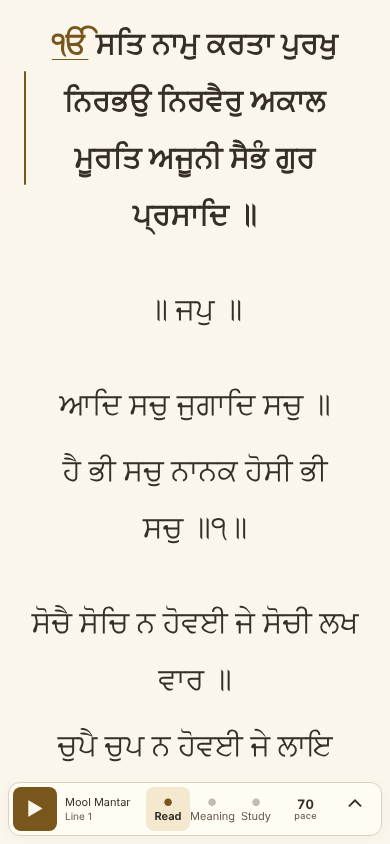 ੴ ਸਤਿ ਨਾਮੁ ਕਰਤਾ ਪੁਰਖੁ
ਨਿਰਭਉ ਨਿਰਵੈਰੁ ਅਕਾਲ
ਮੂਰਤਿ ਅਜੂਨੀ ਸੈਭੰ ਗੁਰ
ਪ੍ਰਸਾਦਿ ॥
॥ ਜਪੁ ॥
ਆਦਿ ਸਚੁ ਜੁਗਾਦਿ ਸਚੁ ॥
ਹੈ ਭੀ ਸਚੁ ਨਾਨਕ ਹੋਸੀ ਭੀ
ਸਚੁ ॥੧॥
ਸੋਚੈ ਸੋਚਿ ਨ ਹੋਵਈ ਜੇ ਸੋਚੀ ਲਖ
ਵਾਰ ॥
ਚੁਪੈ ਚੁਪ ਨ ਹੋਵਈ ਜੇ ਲਾਇ
Mool Mantar
Line 1
Read
Meaning
Study
70
pace